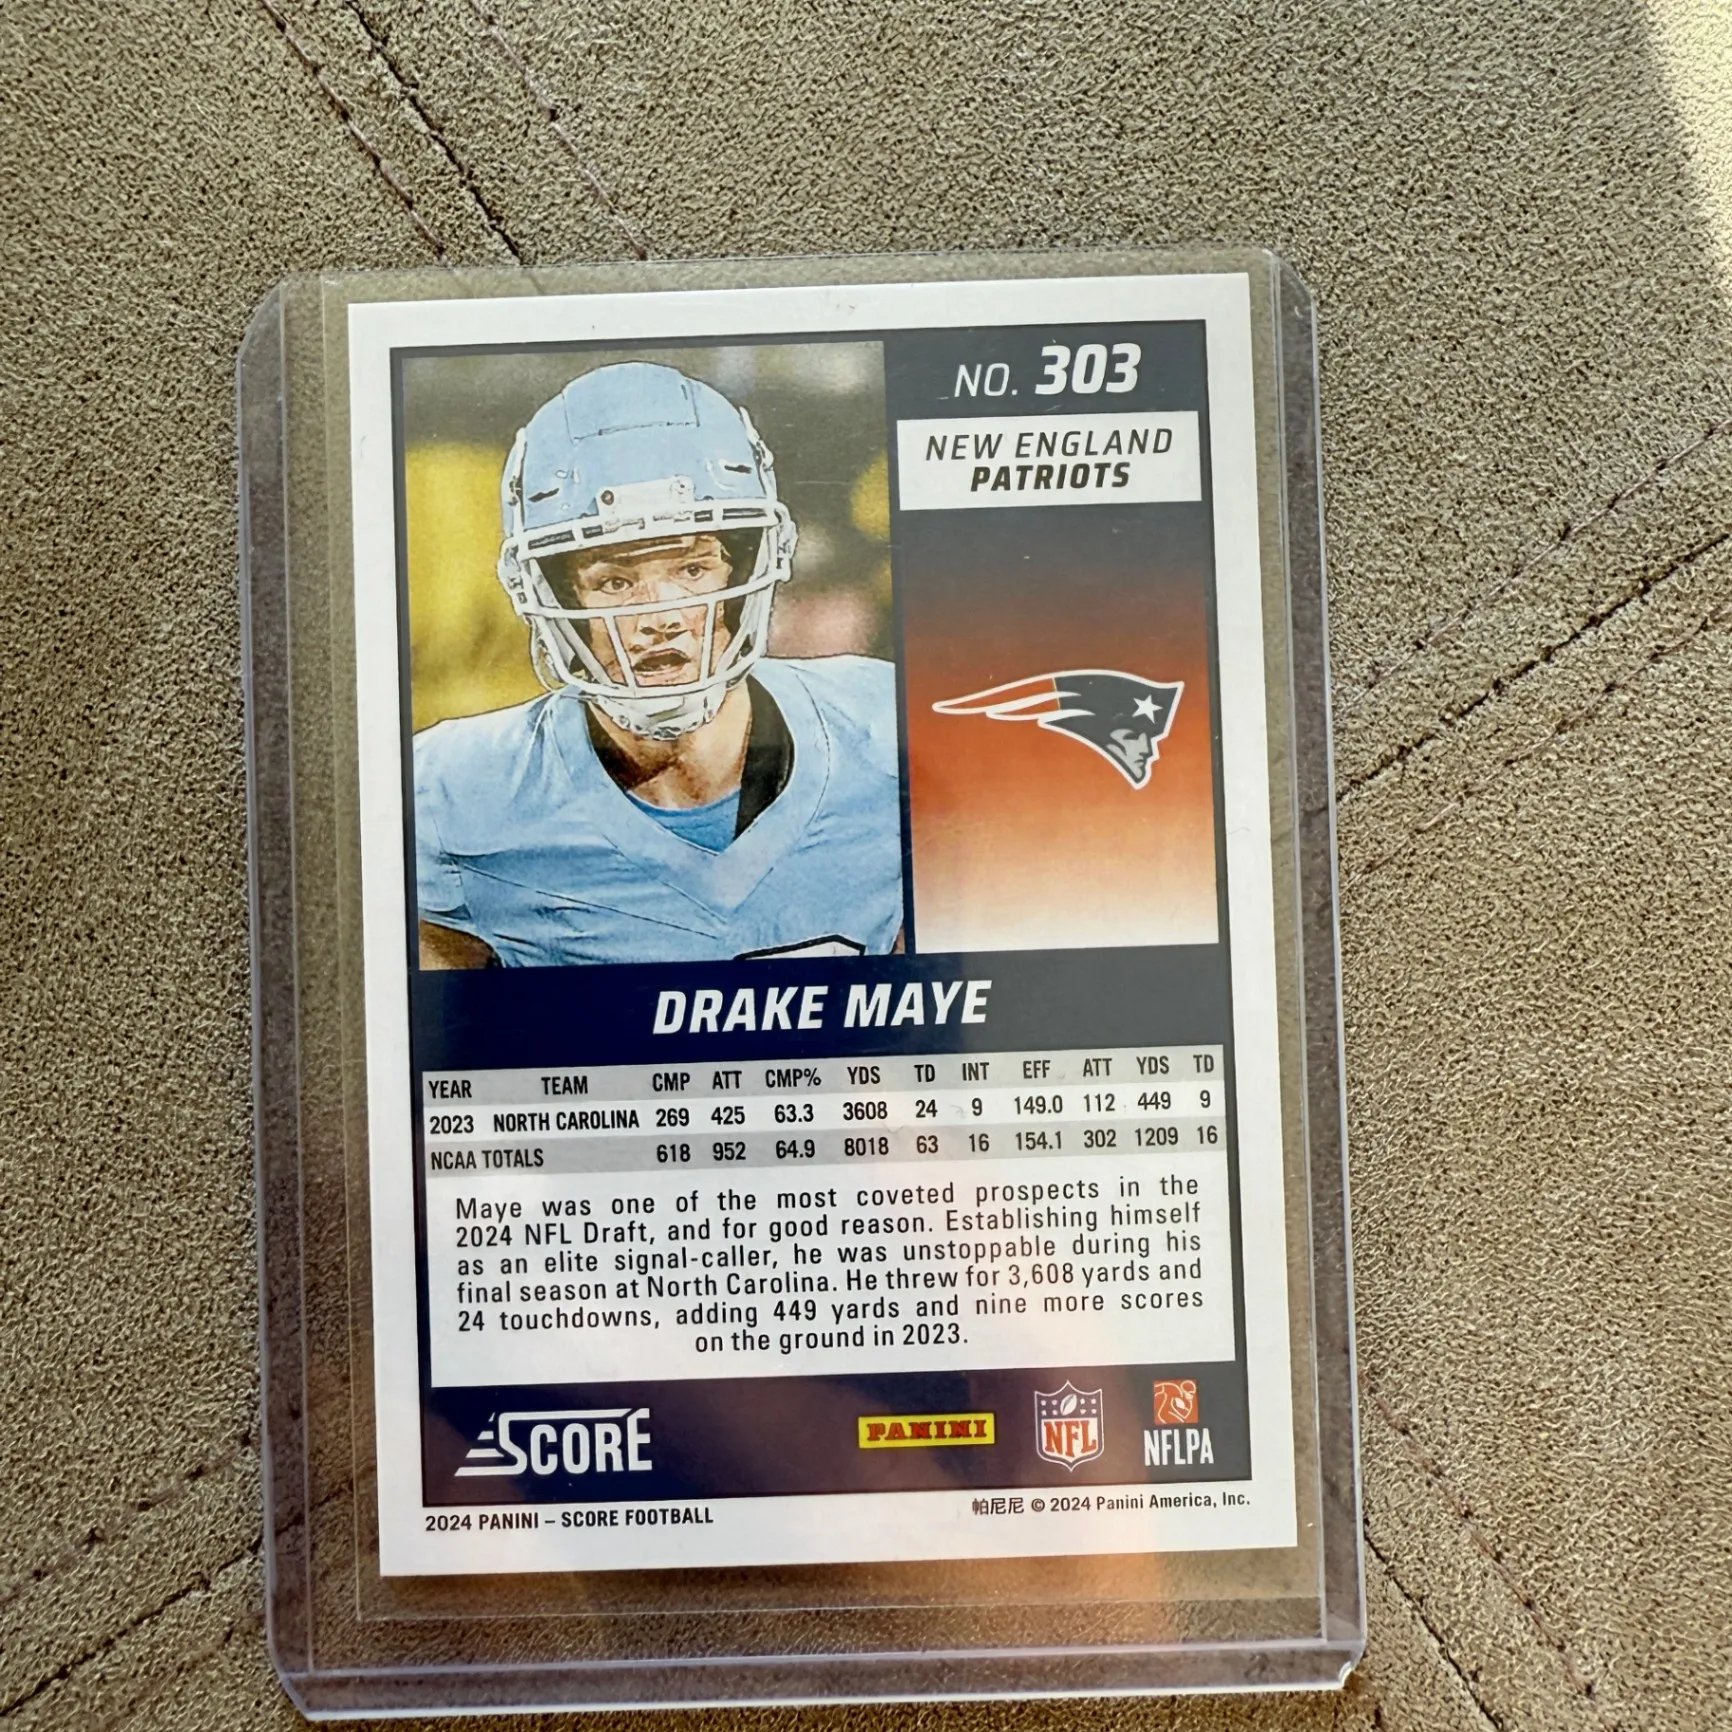 NO. 303
NEW ENGLAND
PATRIOTS
DRAKE MAYE
YEAR TEAM CMP ATT CMP% YDS TD INT EFF ATT YDS TD
2023 NORTH CAROLINA 269 425 63.3 3608 24 9 149.0 112 449 9
NCAA TOTALS 618 952 64.9 8018 63 16 154.1 302 1209 16
Maye was one of the most coveted prospects in the
2024 NFL Draft, and for good reason. Establishing himself
as an elite signal-caller, he was unstoppable during his
final season at North Carolina. He threw for 3,608 yards and
24 touchdowns, adding 449 yards and nine more scores
on the ground in 2023.
SCORE PANINI NFL NFLPA
2024 PANINI – SCORE FOOTBALL 帕尼尼 © 2024 Panini America, Inc.